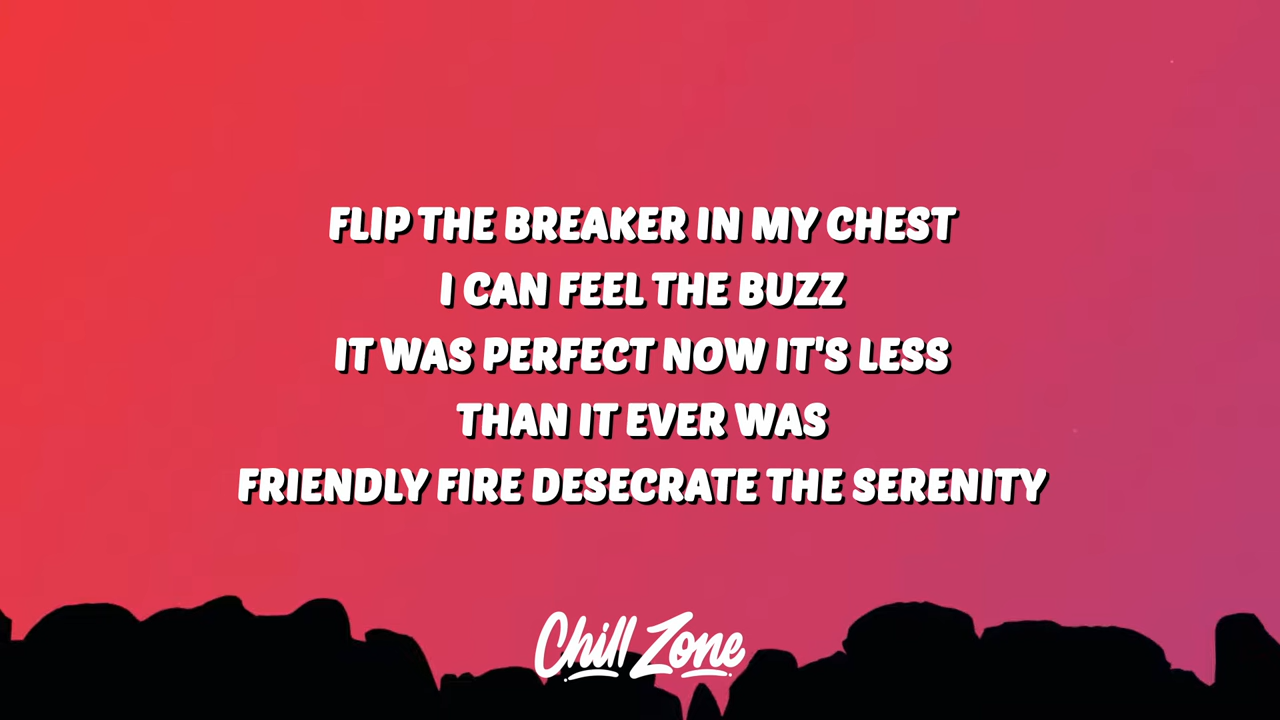 FLIP THE BREAKER IN MY CHEST
I CAN FEEL THE BUZZ
IT WAS PERFECT NOW IT'S LESS
THAN IT EVER WAS
FRIENDLY FIRE DESECRATE THE SERENITY
Chill Zone